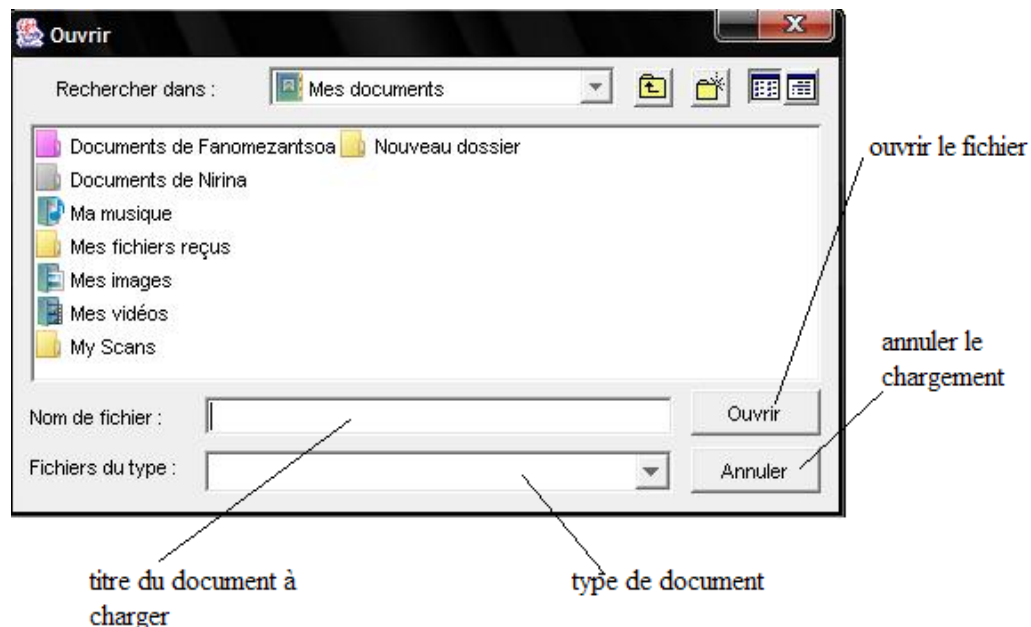 Ouvrir
Rechercher dans :
Mes documents
Documents de Fanomezantsoa
Nouveau dossier
Documents de Nirina
Ma musique
Mes fichiers reçus
Mes images
Mes vidéos
My Scans
ouvrir le fichier
annuler le
chargement
Nom de fichier :
Ouvrir
Fichiers du type :
Annuler
titre du document à
charger
type de document